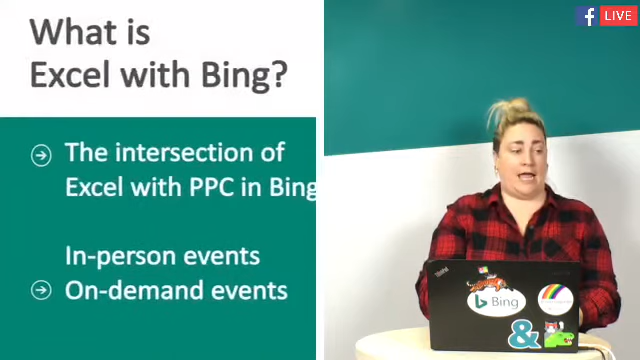 What is
Excel with Bing?
The intersection of
Excel with PPC in Bing
In-person events
On-demand events
f LIVE
ThinkPad
Bing
&